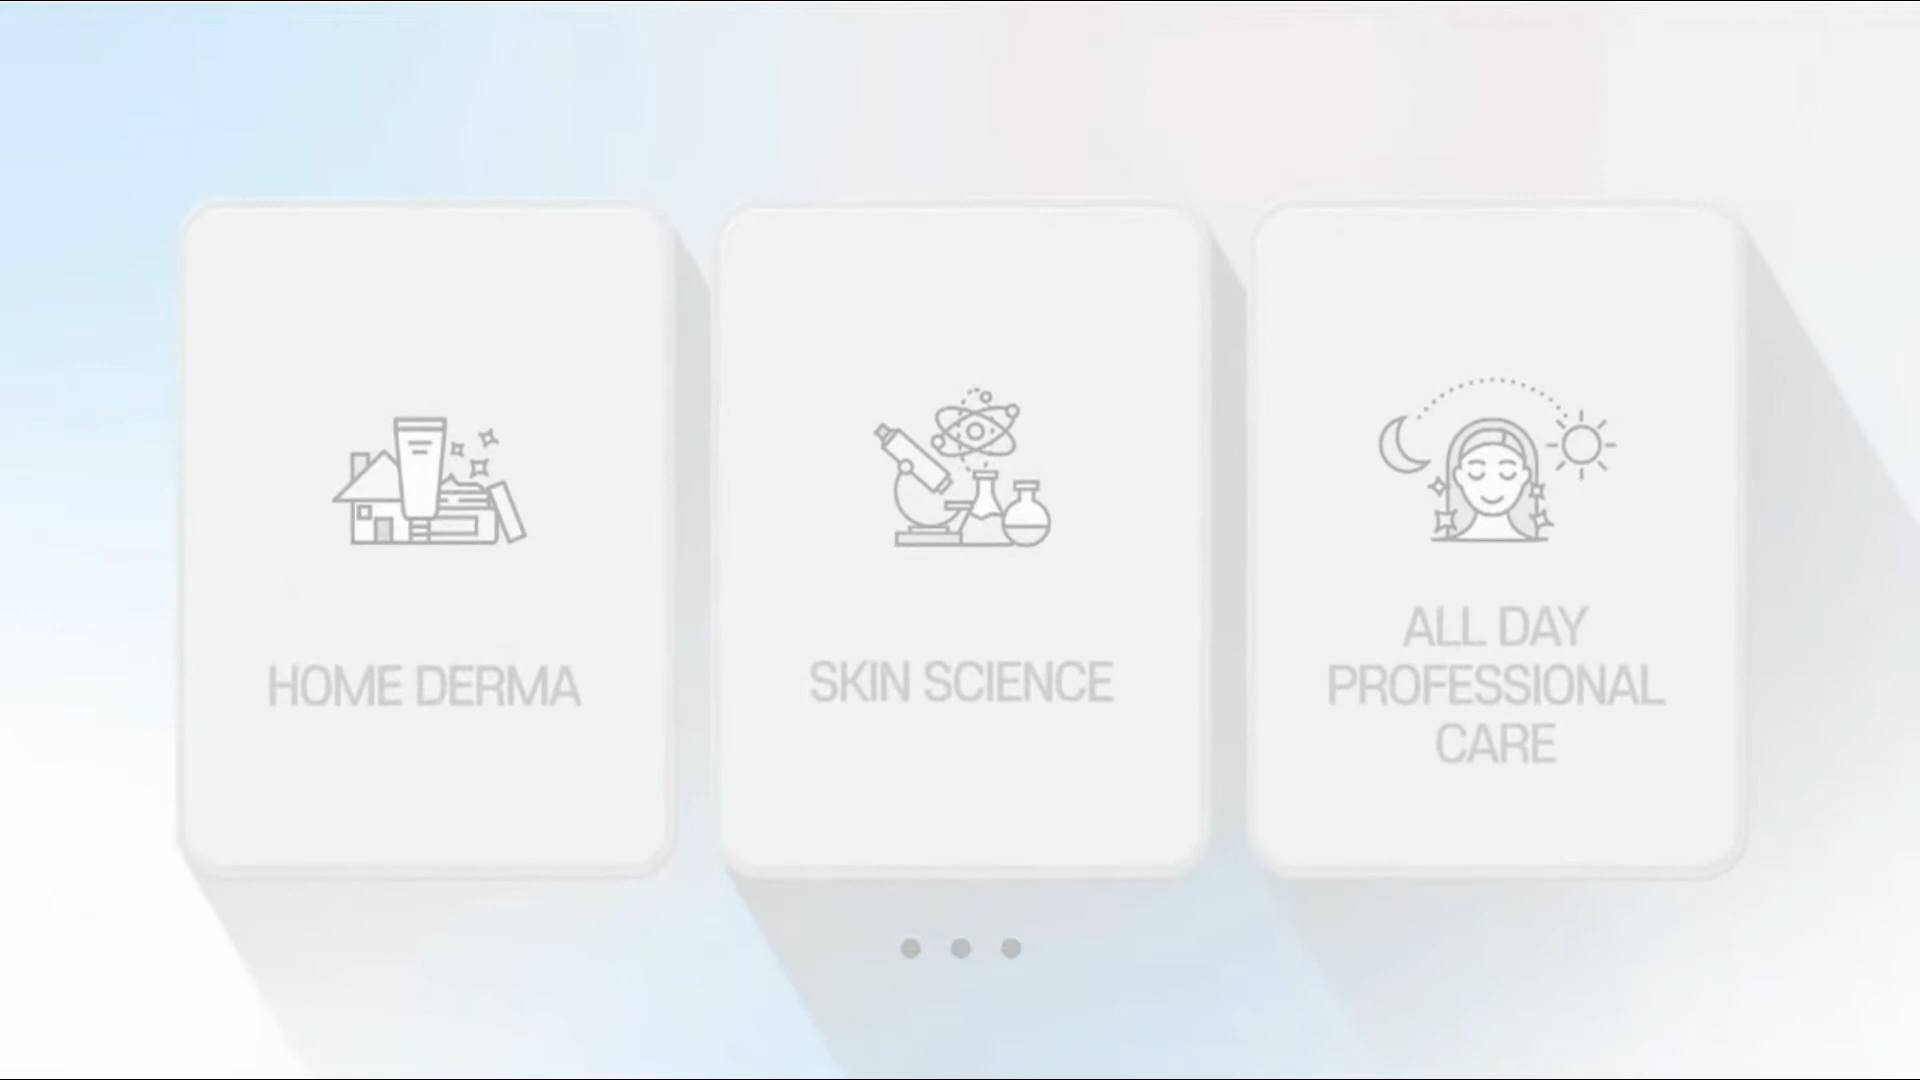 HOME DERMA
SKIN SCIENCE
ALL DAY
PROFESSIONAL
CARE